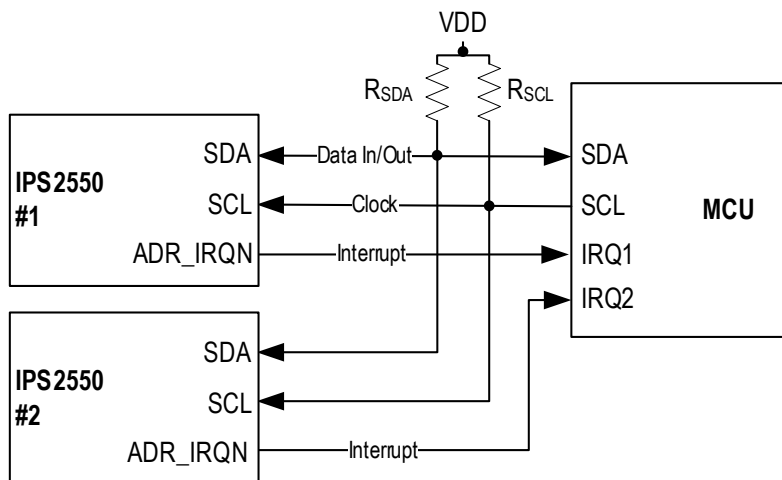 VDD
RSDA
RSCL
IPS2550
#1
SDA
SCL
ADR_IRQN
Data In/Out
Clock
Interrupt
SDA
SCL
IRQ1
IRQ2
MCU
IPS2550
#2
SDA
SCL
ADR_IRQN
Interrupt